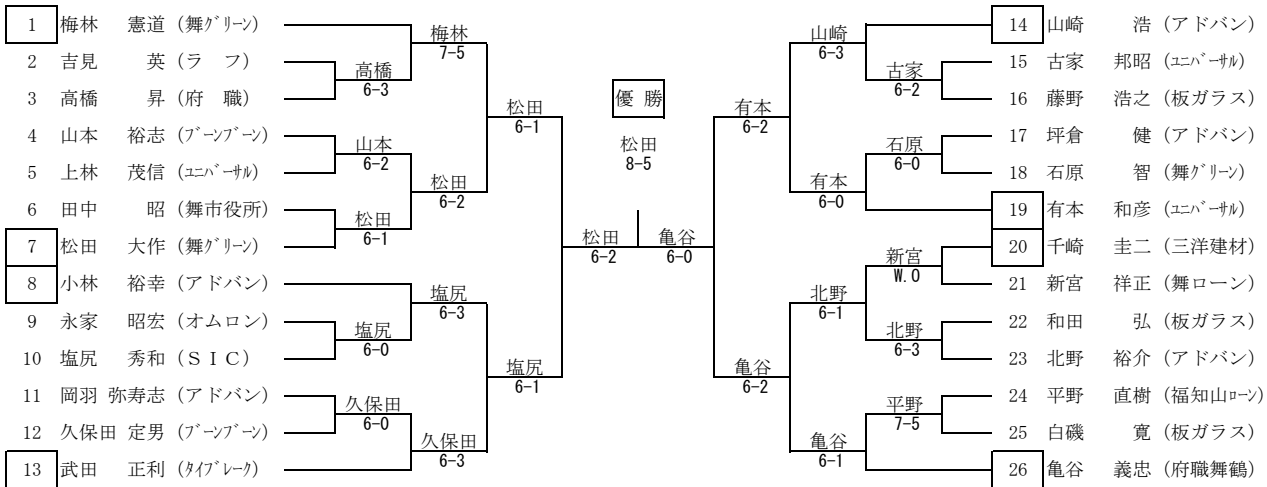 1 梅林 憲道 (舞グリーン)
2 吉見 英 (ラ フ)
3 高橋 昇 (府 職)
4 山本 裕志 (ブーンブーン)
5 上林 茂信 (ユニバーサル)
6 田中 昭 (舞市役所)
7 松田 大作 (舞グリーン)
8 小林 裕幸 (アドバン)
9 永家 昭宏 (オムロン)
10 塩尻 秀和 (SIC)
11 岡羽 弥寿志 (アドバン)
12 久保田 定男 (ブーンブーン)
13 武田 正利 (タイブレーク)
高橋
6-3
山本
6-2
松田
6-1
塩尻
6-0
久保田
6-0
梅林
7-5
松田
6-2
塩尻
6-3
久保田
6-3
松田
6-1
塩尻
6-1
松田
6-2
優 勝
松田
8-5
亀谷
6-0
有本
6-2
亀谷
6-2
山崎
6-3
有本
6-0
北野
6-1
亀谷
6-1
古家
6-2
石原
6-0
新宮
W.0
北野
6-3
平野
7-5
14 山崎 浩 (アドバン)
15 古家 邦昭 (ユニバーサル)
16 藤野 浩之 (板ガラス)
17 坪倉 健 (アドバン)
18 石原 智 (舞グリーン)
19 有本 和彦 (ユニバーサル)
20 千崎 圭二 (三洋建材)
21 新宮 祥正 (舞ローン)
22 和田 弘 (板ガラス)
23 北野 裕介 (アドバン)
24 平野 直樹 (福知山ローン)
25 白磯 寛 (板ガラス)
26 亀谷 義忠 (府職舞鶴)